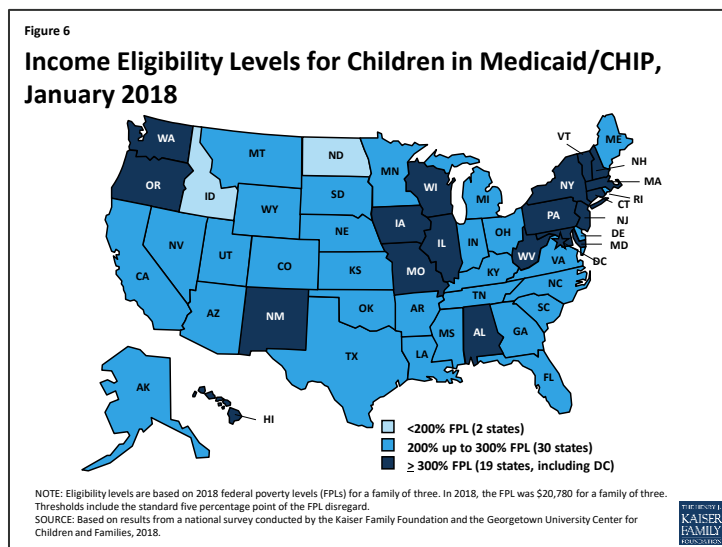 Figure 6
Income Eligibility Levels for Children in Medicaid/CHIP,
January 2018
WA
VT
ME
MT
ND
MN
NH
OR
WI
NY
MA
ID
SD
MI
RI
WY
CT
PA
NJ
IA
NE
DE
OH
IN
NV
IL
MD
UT
WV
VA
DC
CO
CA
KS
MO
KY
NC
TN
OK
AZ
NM
AR
SC
MS
AL
GA
TX
LA
AK
FL
HI
<200% FPL (2 states)
200% up to 300% FPL (30 states)
≥ 300% FPL (19 states, including DC)
NOTE: Eligibility levels are based on 2018 federal poverty levels (FPLs) for a family of three. In 2018, the FPL was $20,780 for a family of three.
Thresholds include the standard five percentage point of the FPL disregard.
SOURCE: Based on results from a national survey conducted by the Kaiser Family Foundation and the Georgetown University Center for
Children and Families, 2018.
THE HENRY J.
KAISER
FAMILY
FOUNDATION